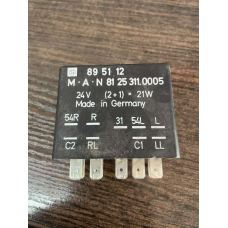 89 51 12
M·A·N 81 25 311.0005
24V (2+1) * 21W
Made in Germany
54R R 31 54L L
C2 RL C1 LL